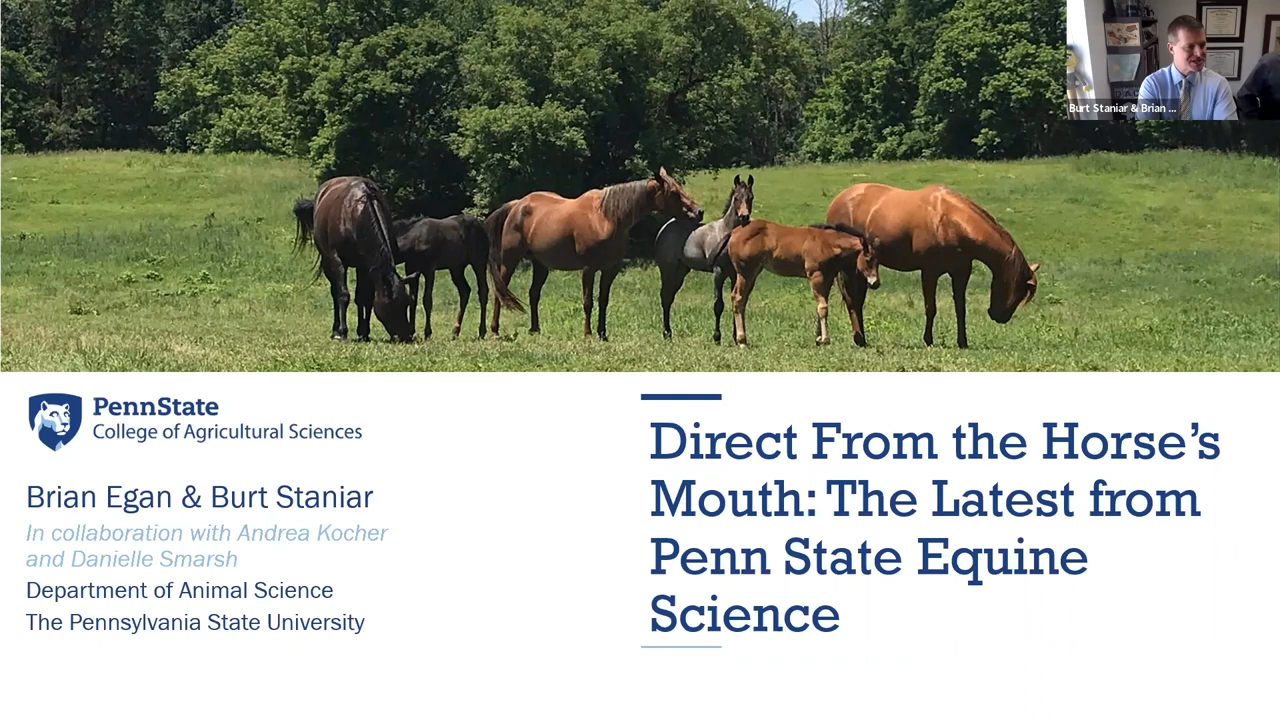 Burt Staniar & Brian ...
PennState
College of Agricultural Sciences
Brian Egan & Burt Staniar
In collaboration with Andrea Kocher
and Danielle Smarsh
Department of Animal Science
The Pennsylvania State University
Direct From the Horse’s
Mouth: The Latest from
Penn State Equine
Science